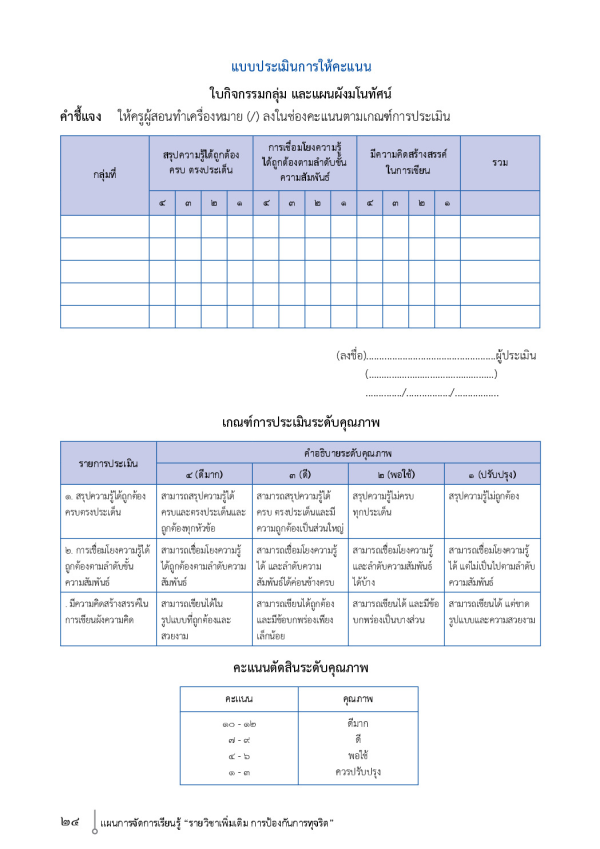 แบบประเมินการให้คะแนน
ใบกิจกรรมกลุ่ม และแผนผังมโนทัศน์
คำชี้แจง ให้ครูผู้สอนทำเครื่องหมาย (/) ลงในช่องคะแนนตามเกณฑ์การประเมิน
กลุ่มที่
สรุปความรู้ได้ถูกต้อง
ครบ ตรงประเด็น
การเชื่อมโยงความรู้
ได้ถูกต้องตามลำดับชั้น
ความสัมพันธ์
มีความคิดสร้างสรรค์
ในการเขียน
รวม
๔ ๓ ๒ ๑ ๔ ๓ ๒ ๑ ๔ ๓ ๒ ๑
(ลงชื่อ)..................................................ผู้ประเมิน
(................................................)
............../................./.................
เกณฑ์การประเมินระดับคุณภาพ
รายการประเมิน
คำอธิบายระดับคุณภาพ
๔ (ดีมาก) ๓ (ดี) ๒ (พอใช้) ๑ (ปรับปรุง)
๑. สรุปความรู้ได้ถูกต้อง
ครบตรงประเด็น
สามารถสรุปความรู้ได้
ครบและตรงประเด็นและ
ถูกต้องทุกหัวข้อ
สามารถสรุปความรู้ได้
ครบ ตรงประเด็นและมี
ความถูกต้องเป็นส่วนใหญ่
สรุปความรู้ไม่ครบ
ทุกประเด็น
สรุปความรู้ไม่ถูกต้อง
๒. การเชื่อมโยงความรู้ได้
ถูกต้องตามลำดับชั้น
ความสัมพันธ์
สามารถเชื่อมโยงความรู้
ได้ถูกต้องตามลำดับความ
สัมพันธ์
สามารถเชื่อมโยงความรู้
ได้ และลำดับความ
สัมพันธ์ได้ค่อนข้างครบ
สามารถเชื่อมโยงความรู้
และลำดับความสัมพันธ์
ได้บ้าง
สามารถเชื่อมโยงความรู้
ได้ แต่ไม่เป็นไปตามลำดับ
ความสัมพันธ์
. มีความคิดสร้างสรรค์ใน
การเขียนผังความคิด
สามารถเขียนได้ใน
รูปแบบที่ถูกต้องและ
สวยงาม
สามารถเขียนได้ถูกต้อง
และมีข้อบกพร่องเพียง
เล็กน้อย
สามารถเขียนได้ และมีข้อ
บกพร่องเป็นบางส่วน
สามารถเขียนได้ แต่ขาด
รูปแบบและความสวยงาม
คะแนนตัดสินระดับคุณภาพ
คะแนน คุณภาพ
๑๐ - ๑๒ ดีมาก
๗ - ๙ ดี
๔ - ๖ พอใช้
๑ - ๓ ควรปรับปรุง
๒๔ แผนการจัดการเรียนรู้ “รายวิชาเพิ่มเติม การป้องกันการทุจริต”